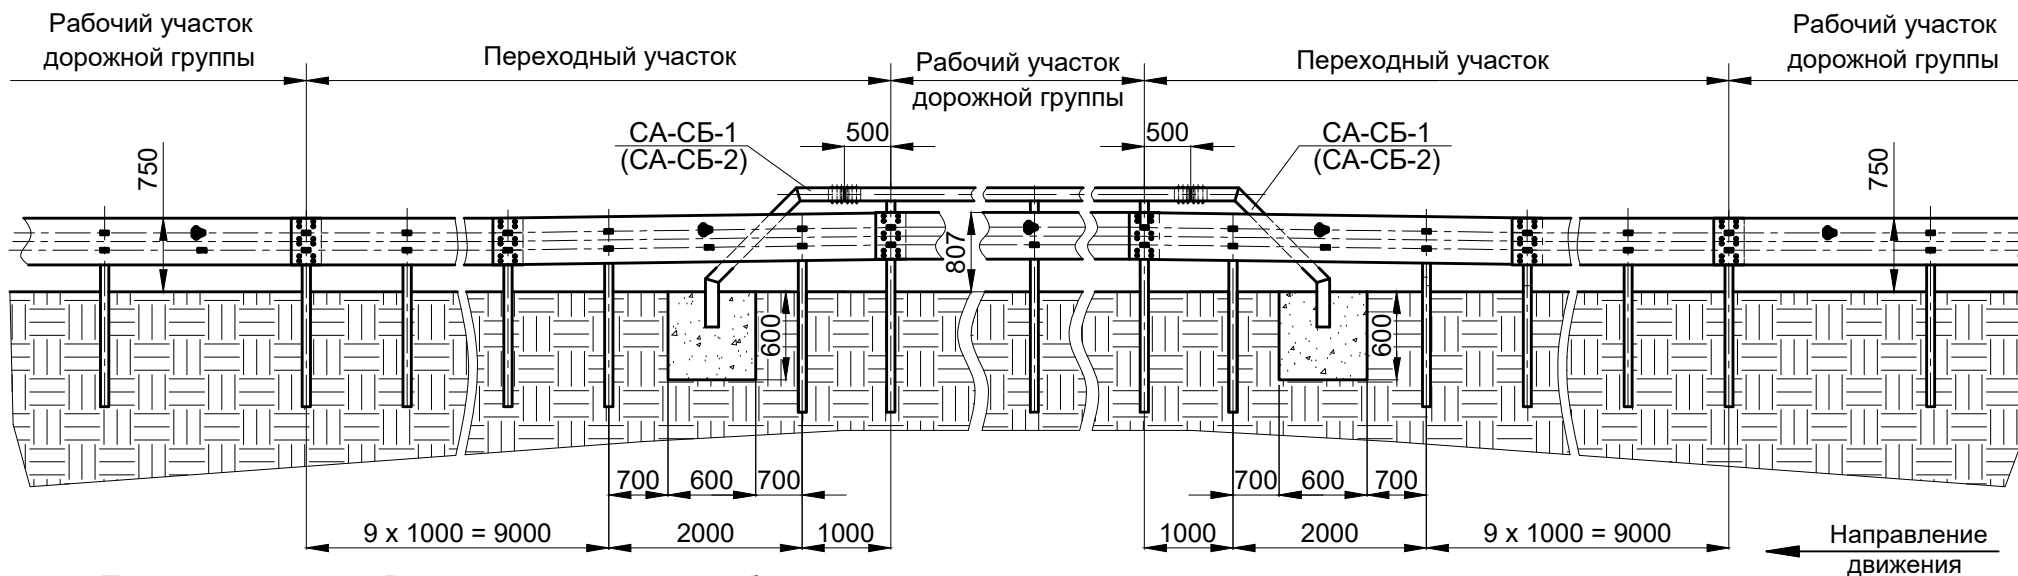 Рабочий участок
дорожной группы
Переходный участок
Рабочий участок
дорожной группы
Переходный участок
Рабочий участок
дорожной группы
СА-СБ-1
(СА-СБ-2)
500
500
СА-СБ-1
(СА-СБ-2)
750
750
807
600
600
700
600
700
700
600
700
9 x 1000 = 9000
2000
1000
1000
2000
9 x 1000 = 9000
Направление
движения